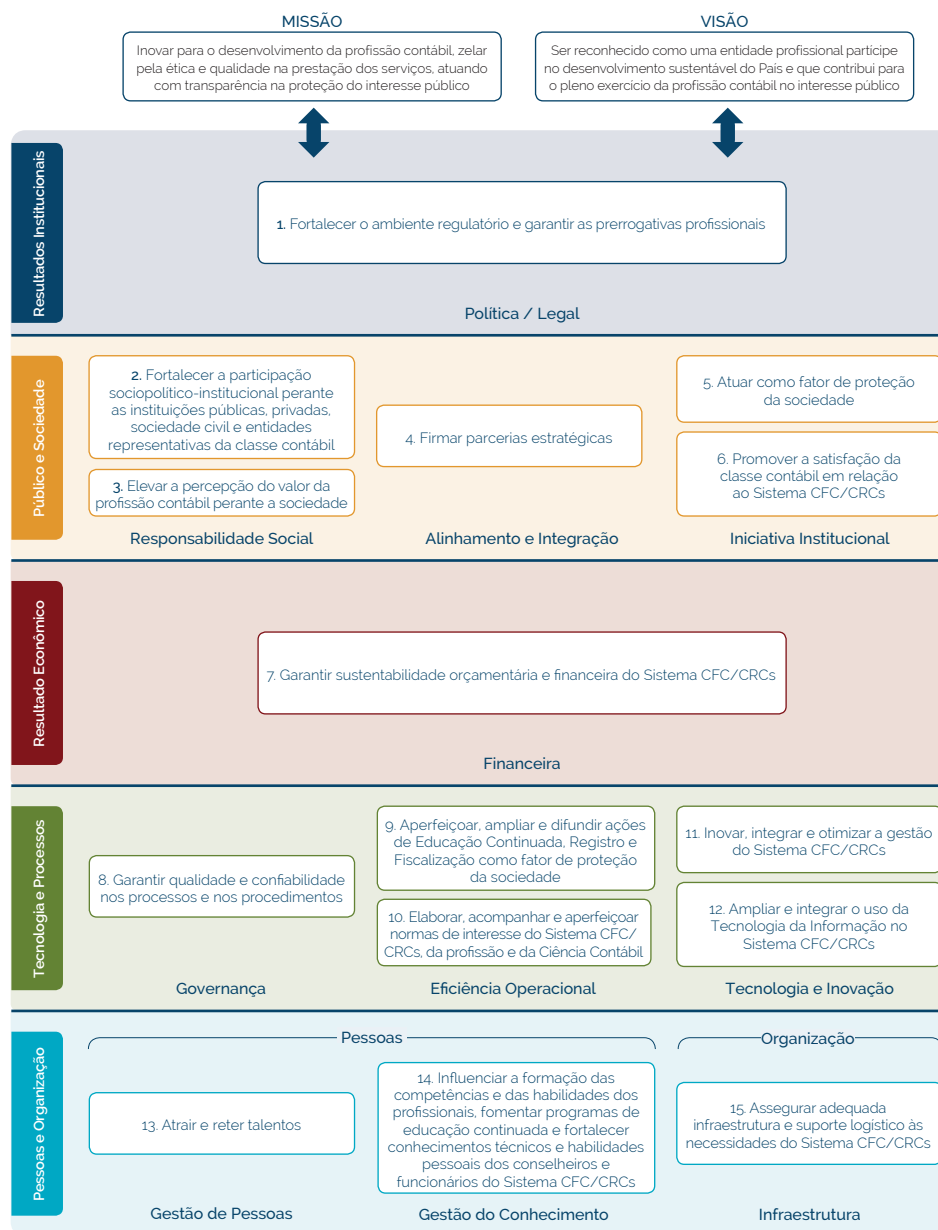 MISSÃO
Inovar para o desenvolvimento da profissão contábil, zelar
pela ética e qualidade na prestação dos serviços, atuando
com transparência na proteção do interesse público
VISÃO
Ser reconhecido como uma entidade profissional partícipe
no desenvolvimento sustentável do País e que contribui para
o pleno exercício da profissão contábil no interesse público
Resultados Institucionais
1. Fortalecer o ambiente regulatório e garantir as prerrogativas profissionais
Política / Legal
Público e Sociedade
2. Fortalecer a participação
sociopolítico-institucional perante
as instituições públicas, privadas,
sociedade civil e entidades
representativas da classe contábil
3. Elevar a percepção do valor da
profissão contábil perante a sociedade
Responsabilidade Social
4. Firmar parcerias estratégicas
Alinhamento e Integração
5. Atuar como fator de proteção
da sociedade
6. Promover a satisfação da
classe contábil em relação
ao Sistema CFC/CRCs
Iniciativa Institucional
Resultado Econômico
7. Garantir sustentabilidade orçamentária e financeira do Sistema CFC/CRCs
Financeira
Tecnologia e Processos
8. Garantir qualidade e confiabilidade
nos processos e nos procedimentos
Governança
9. Aperfeiçoar, ampliar e difundir ações
de Educação Continuada, Registro e
Fiscalização como fator de proteção
da sociedade
10. Elaborar, acompanhar e aperfeiçoar
normas de interesse do Sistema CFC/
CRCs, da profissão e da Ciência Contábil
Eficiência Operacional
11. Inovar, integrar e otimizar a gestão
do Sistema CFC/CRCs
12. Ampliar e integrar o uso da
Tecnologia da Informação no
Sistema CFC/CRCs
Tecnologia e Inovação
Pessoas e Organização
Pessoas
13. Atrair e reter talentos
Gestão de Pessoas
14. Influenciar a formação das
competências e das habilidades dos
profissionais, fomentar programas de
educação continuada e fortalecer
conhecimentos técnicos e habilidades
pessoais dos conselheiros e
funcionários do Sistema CFC/CRCs
Gestão do Conhecimento
Organização
15. Assegurar adequada
infraestrutura e suporte logístico às
necesidades do Sistema CFC/CRCs
Infraestrutura